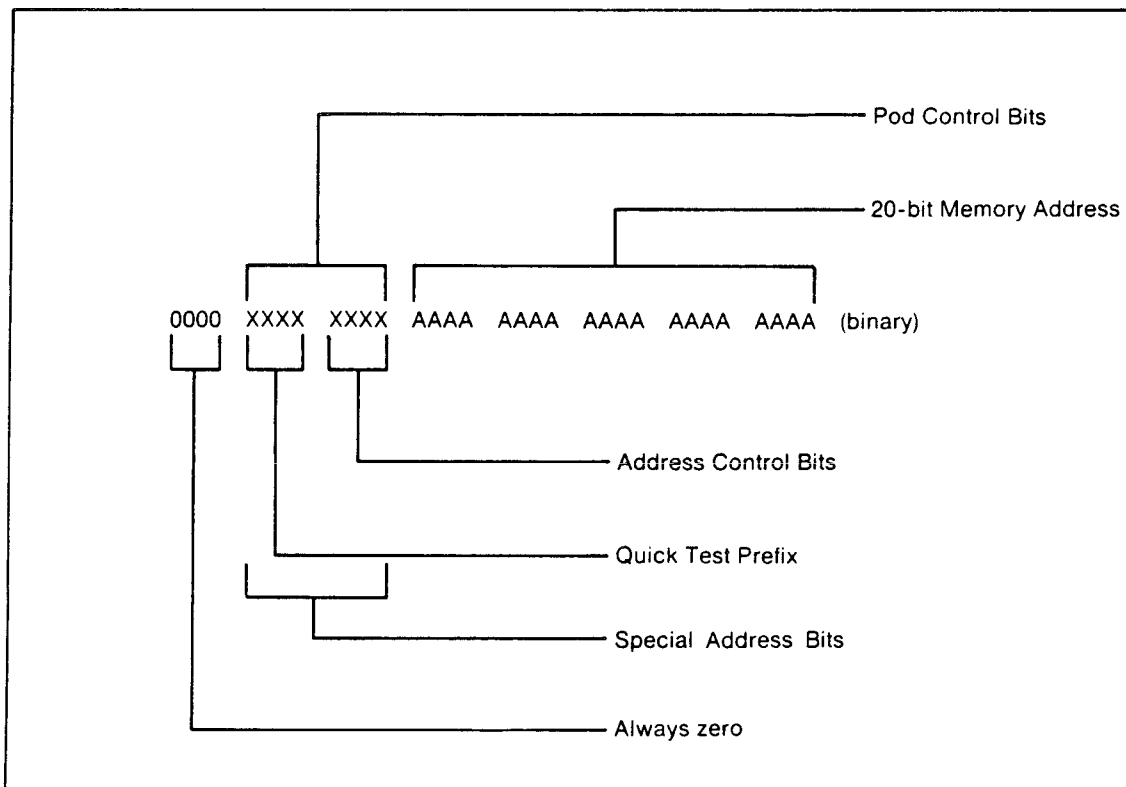 Pod Control Bits
20-bit Memory Address
0000 XXXX XXXX AAAA AAAA AAAA AAAA AAAA (binary)
Address Control Bits
Quick Test Prefix
Special Address Bits
Always zero